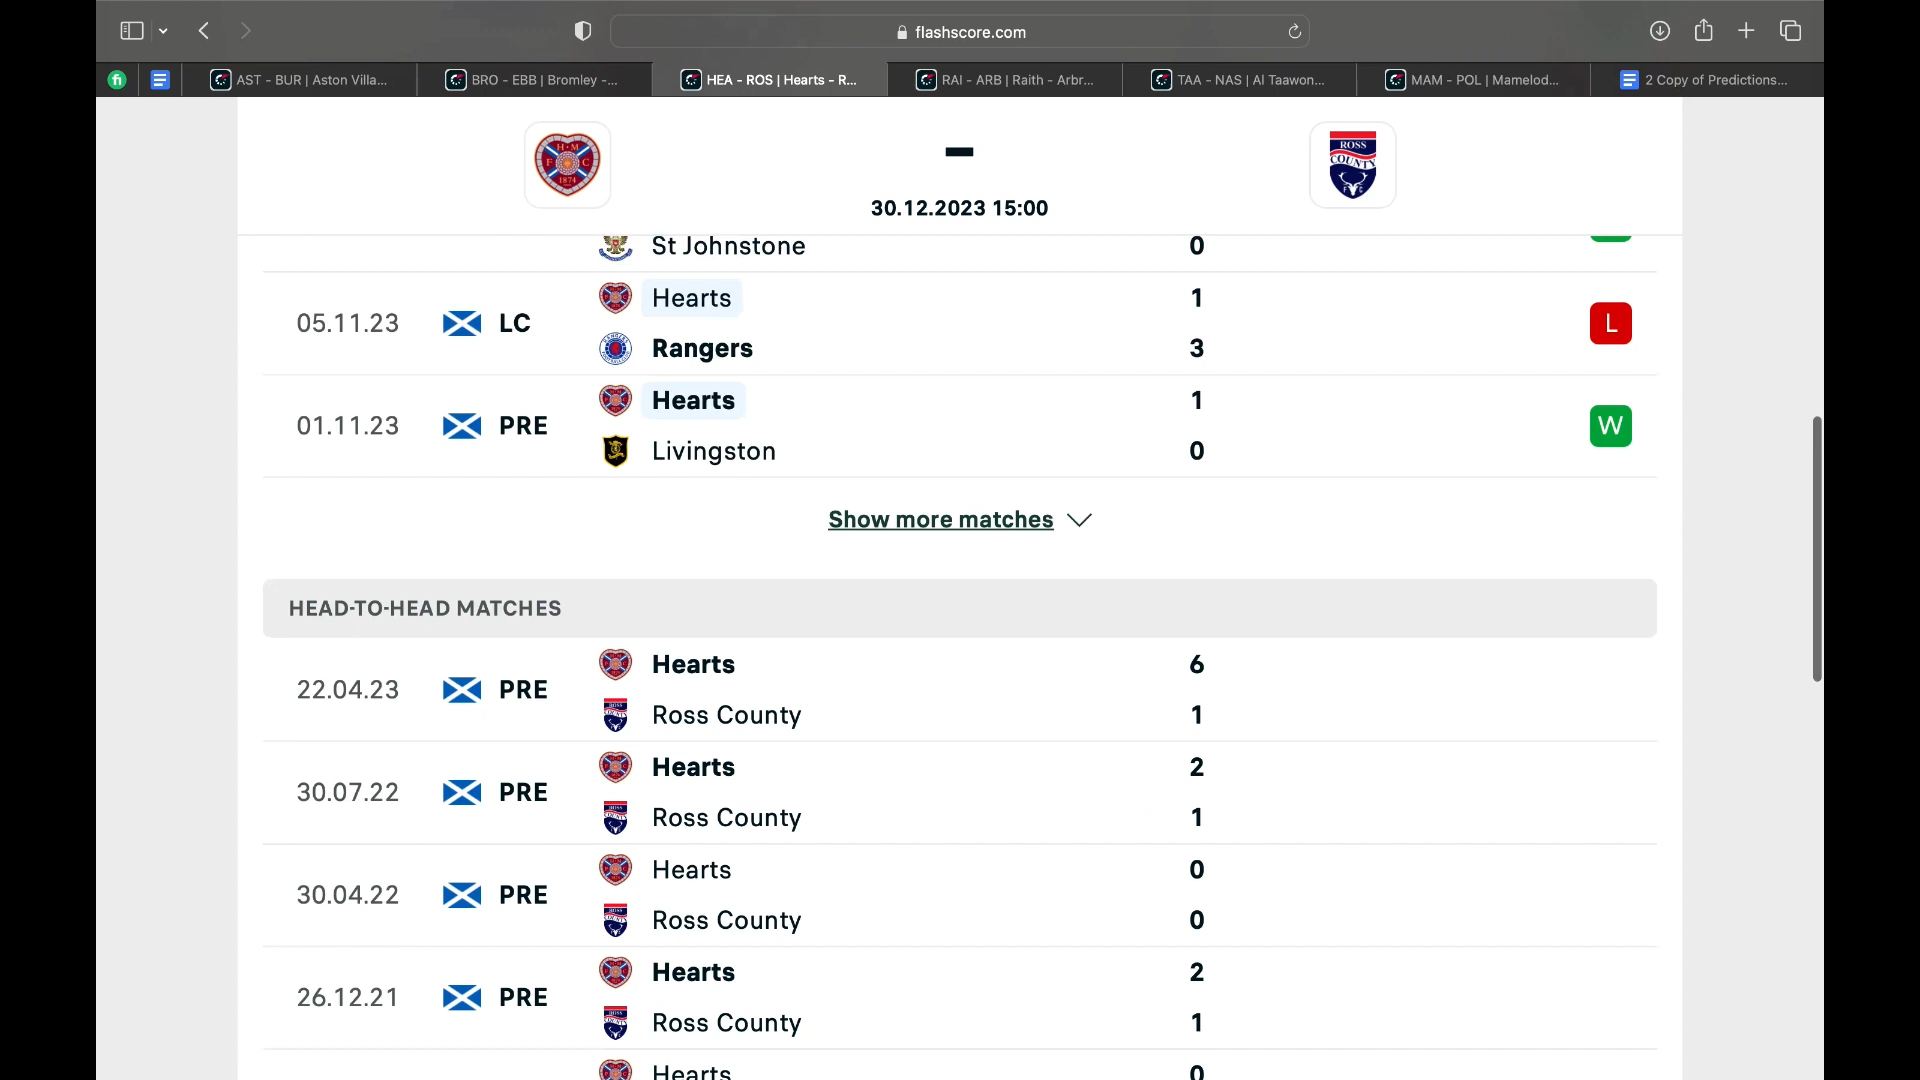 flashscore.com
AST - BUR | Aston Villa...
BRO - EBB | Bromley -...
HEA - ROS | Hearts - R...
RAI - ARB | Raith - Arbr...
TAA - NAS | Al Taawon...
MAM - POL | Mamelod...
2 Copy of Predictions...
30.12.2023 15:00
St Johnstone 0
05.11.23 LC Hearts 1
Rangers 3
L
01.11.23 PRE Hearts 1
Livingston 0
W
Show more matches
HEAD-TO-HEAD MATCHES
22.04.23 PRE Hearts 6
Ross County 1
30.07.22 PRE Hearts 2
Ross County 1
30.04.22 PRE Hearts 0
Ross County 0
26.12.21 PRE Hearts 2
Ross County 1
Hearts 0